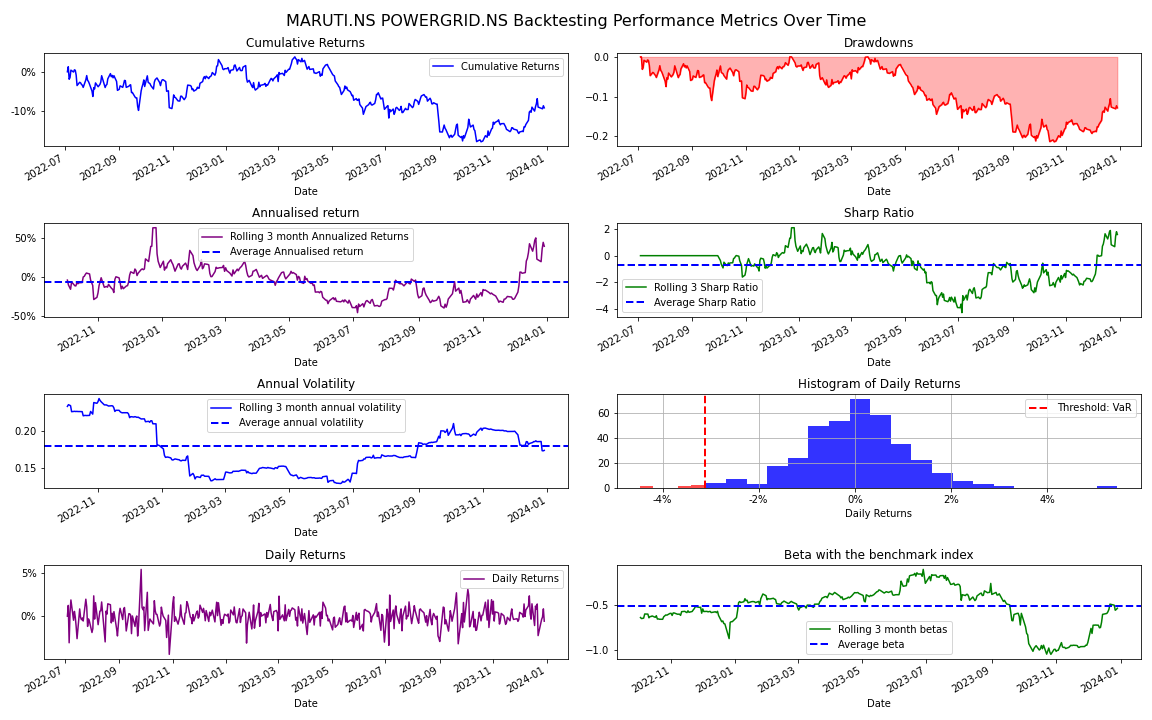 MARUTI.NS POWERGRID.NS Backtesting Performance Metrics Over Time
Cumulative Returns
0%
-10%
Cumulative Returns
2022-07 2022-09 2022-11 2023-01 2023-03 2023-05 2023-07 2023-09 2023-11 2024-01
Date
Drawdowns
0.0
−0.1
−0.2
2022-07 2022-09 2022-11 2023-01 2023-03 2023-05 2023-07 2023-09 2023-11 2024-01
Date
Annualised return
50%
0%
-50%
Rolling 3 month Annualized Returns
Average Annualised return
2022-11 2023-01 2023-03 2023-05 2023-07 2023-09 2023-11 2024-01
Date
Sharp Ratio
2
0
−2
−4
Rolling 3 Sharp Ratio
Average Sharp Ratio
2022-07 2022-09 2022-11 2023-01 2023-03 2023-05 2023-07 2023-09 2023-11 2024-01
Date
Annual Volatility
0.20
0.15
Rolling 3 month annual volatility
Average annual volatility
2022-11 2023-01 2023-03 2023-05 2023-07 2023-09 2023-11 2024-01
Date
Histogram of Daily Returns
60
40
20
0
Threshold: VaR
-4% -2% 0% 2% 4%
Daily Returns
Daily Returns
5%
0%
Daily Returns
2022-07 2022-09 2022-11 2023-01 2023-03 2023-05 2023-07 2023-09 2023-11 2024-01
Date
Beta with the benchmark index
−0.5
−1.0
Rolling 3 month betas
Average beta
2022-11 2023-01 2023-03 2023-05 2023-07 2023-09 2023-11 2024-01
Date